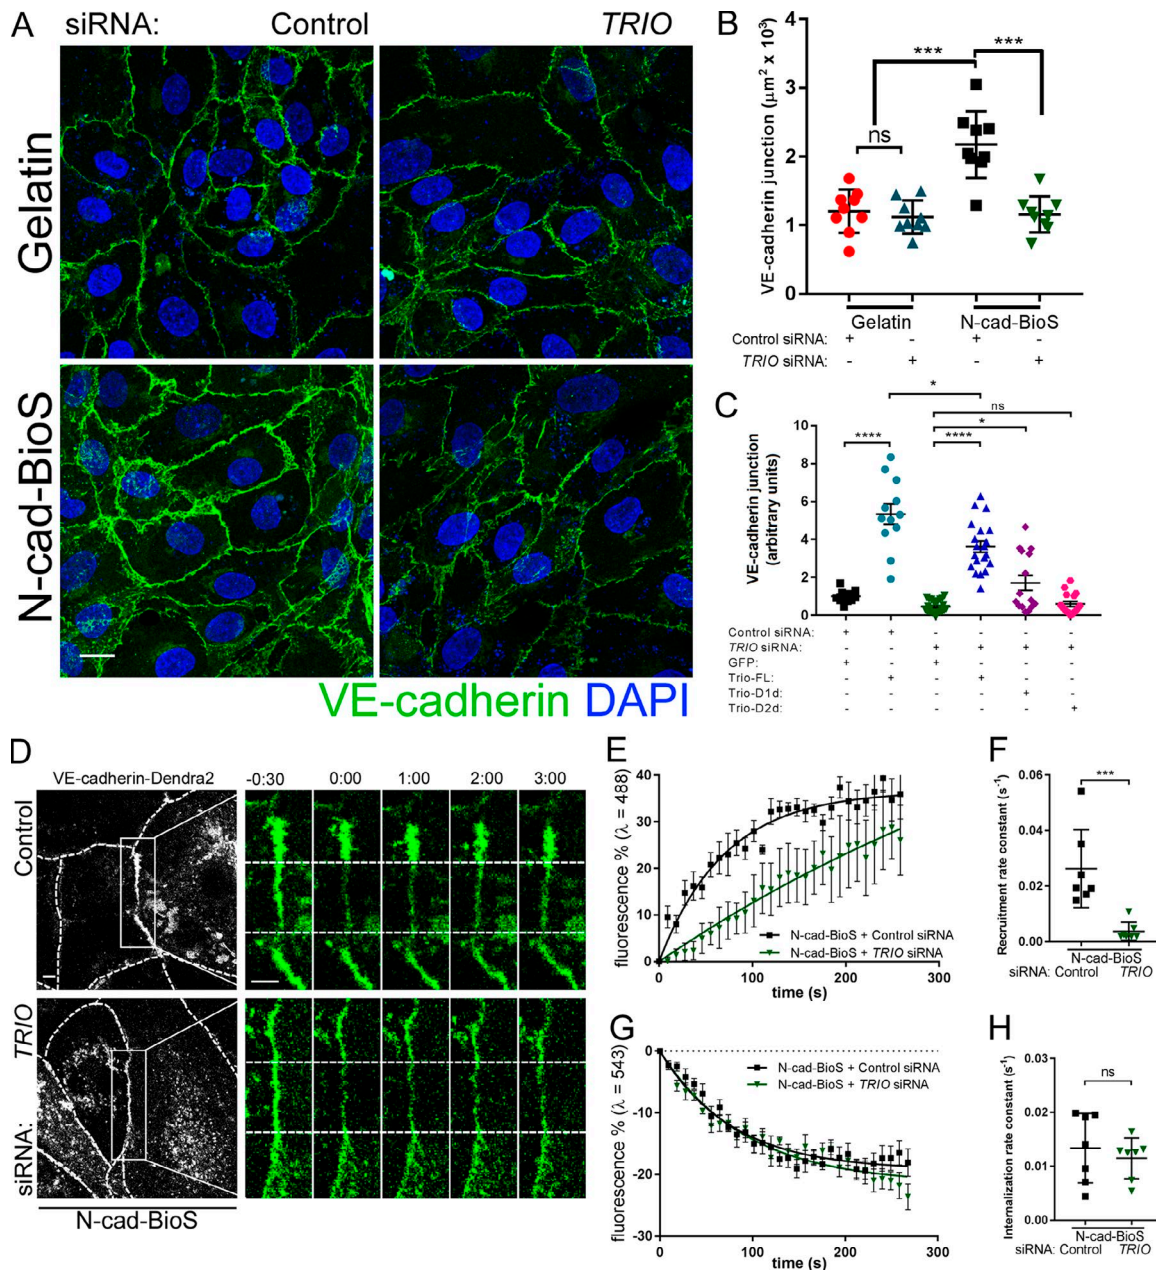 A
siRNA: Control TRIO
Gelatin
N-cad-BioS
VE-cadherin DAPI
B
VE-cadherin junction (µm² x 10³)
4
3
2
1
0
***
***
ns
Gelatin N-cad-BioS
Control siRNA: + - + -
TRIO siRNA: - + - +
C
VE-cadherin junction
(arbitrary units)
10
8
6
4
2
0
*
ns
*
**** ****
Control siRNA: + + - - - -
TRIO siRNA: - - + + + +
GFP: + - + - - -
Trio-FL: - + - + - -
Trio-D1d: - - - - + -
Trio-D2d: - - - - - +
D
VE-cadherin-Dendra2 -0:30 0:00 1:00 2:00 3:00
Control
siRNA: TRIO
N-cad-BioS
E
fluorescence % (λ = 488)
40
30
20
10
0
N-cad-BioS + Control siRNA
N-cad-BioS + TRIO siRNA
0 100 200 300
time (s)
F
Recruitment rate constant (s⁻¹)
0.06
0.04
0.02
0.00
***
N-cad-BioS
siRNA: Control TRIO
G
fluorescence % (λ = 543)
0
-10
-20
-30
N-cad-BioS + Control siRNA
N-cad-BioS + TRIO siRNA
0 100 200 300
time (s)
H
Internalization rate constant (s⁻¹)
0.03
0.02
0.01
0.00
ns
N-cad-BioS
siRNA: Control TRIO